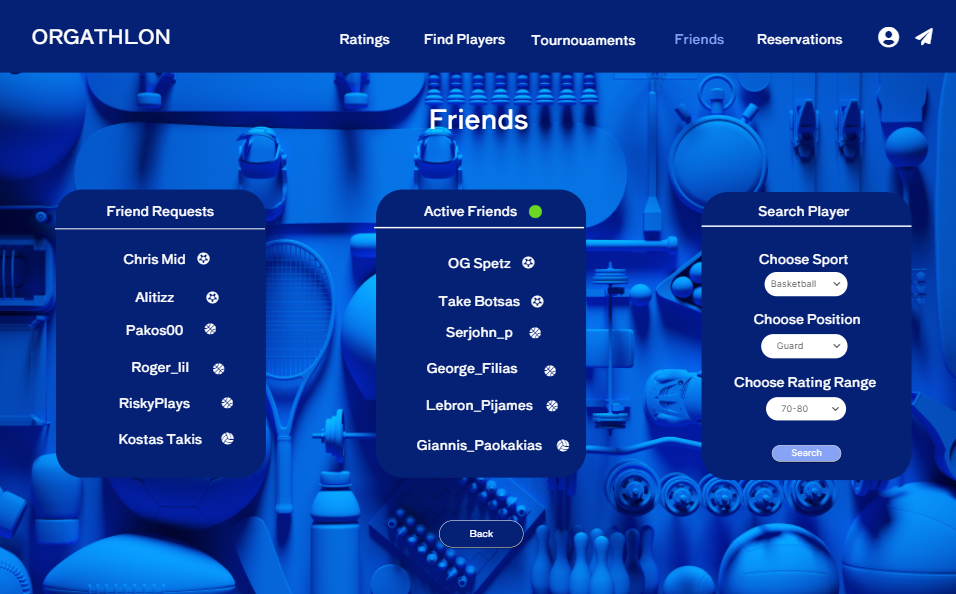 ORGATHLON
Ratings
Find Players
Tournouaments
Friends
Reservations
Friends
Friend Requests
Chris Mid
Alitizz
Pakos00
Roger_lil
RiskyPlays
Kostas Takis
Active Friends
OG Spetz
Take Botsas
Serjohn_p
George_Filias
Lebron_Pijames
Giannis_Paokakias
Search Player
Choose Sport
Basketball
Choose Position
Guard
Choose Rating Range
70-80
Search
Back